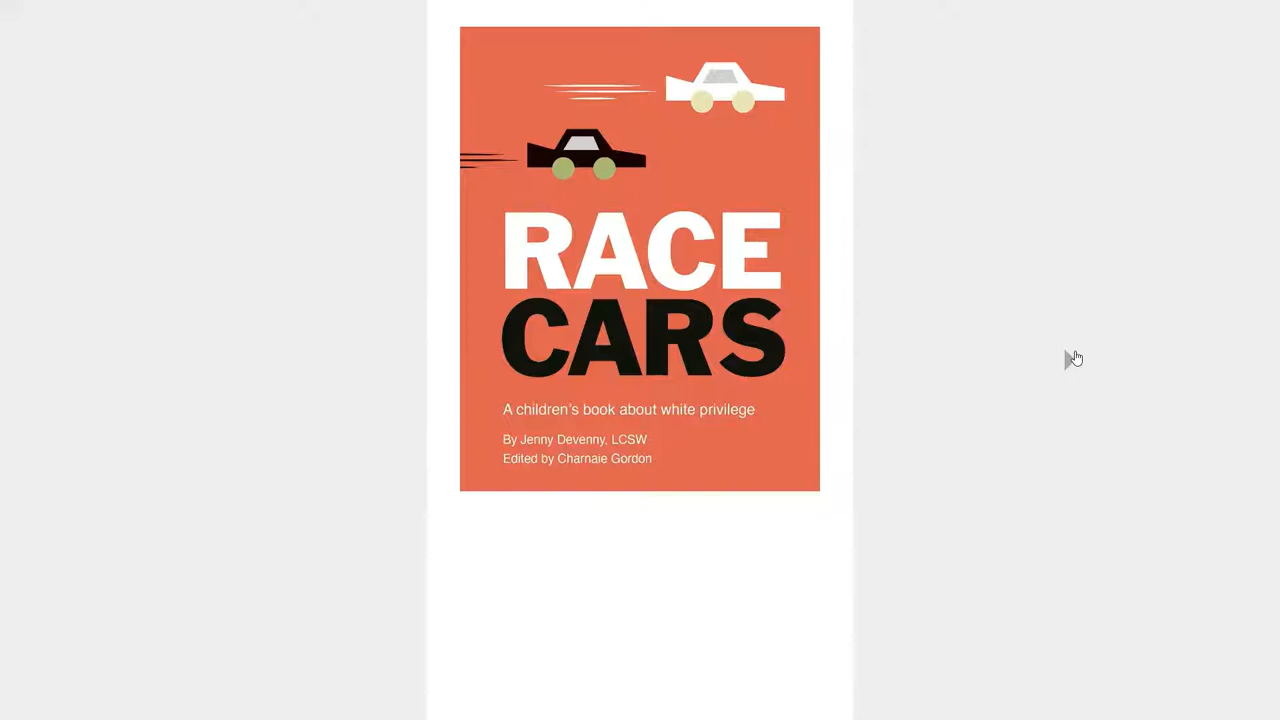 RACE
CARS
A children's book about white privilege
By Jenny Devenny, LCSW
Edited by Charnaie Gordon